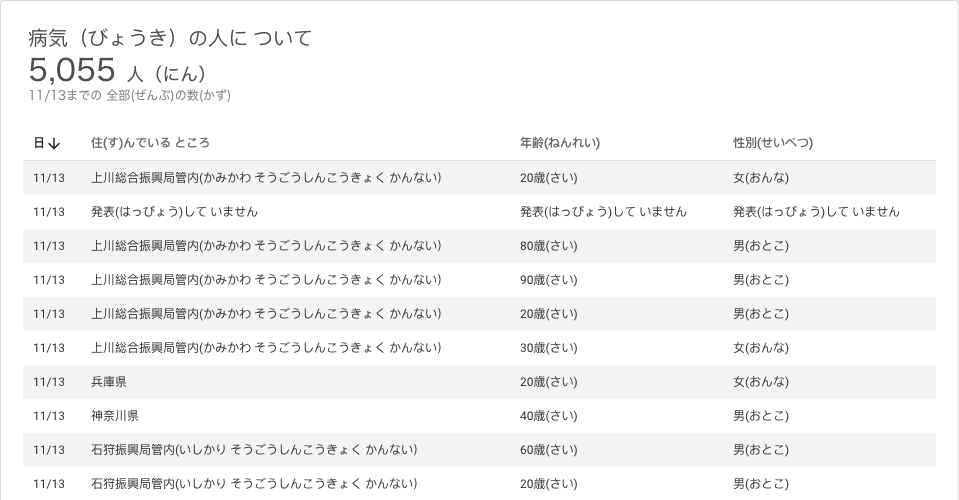 病気（びょうき）の人に ついて
5,055 人（にん）
11/13までの 全部(ぜんぶ)の数(かず)
日↓ 住(す)んでいる ところ 年齢(ねんれい) 性別(せいべつ)
11/13 上川総合振興局管内(かみかわ そうごうしんこうきょく かんない) 20歳(さい) 女(おんな)
11/13 発表(はっぴょう)して いません 発表(はっぴょう)して いません 発表(はっぴょう)して いません
11/13 上川総合振興局管内(かみかわ そうごうしんこうきょく かんない) 80歳(さい) 男(おとこ)
11/13 上川総合振興局管内(かみかわ そうごうしんこうきょく かんない) 90歳(さい) 男(おとこ)
11/13 上川総合振興局管内(かみかわ そうごうしんこうきょく かんない) 20歳(さい) 男(おとこ)
11/13 上川総合振興局管内(かみかわ そうごうしんこうきょく かんない) 30歳(さい) 女(おんな)
11/13 兵庫県 20歳(さい) 女(おんな)
11/13 神奈川県 40歳(さい) 男(おとこ)
11/13 石狩振興局管内(いしかり そうごうしんこうきょく かんない) 60歳(さい) 男(おとこ)
11/13 石狩振興局管内(いしかり そうごうしんこうきょく かんない) 20歳(さい) 男(おとこ)